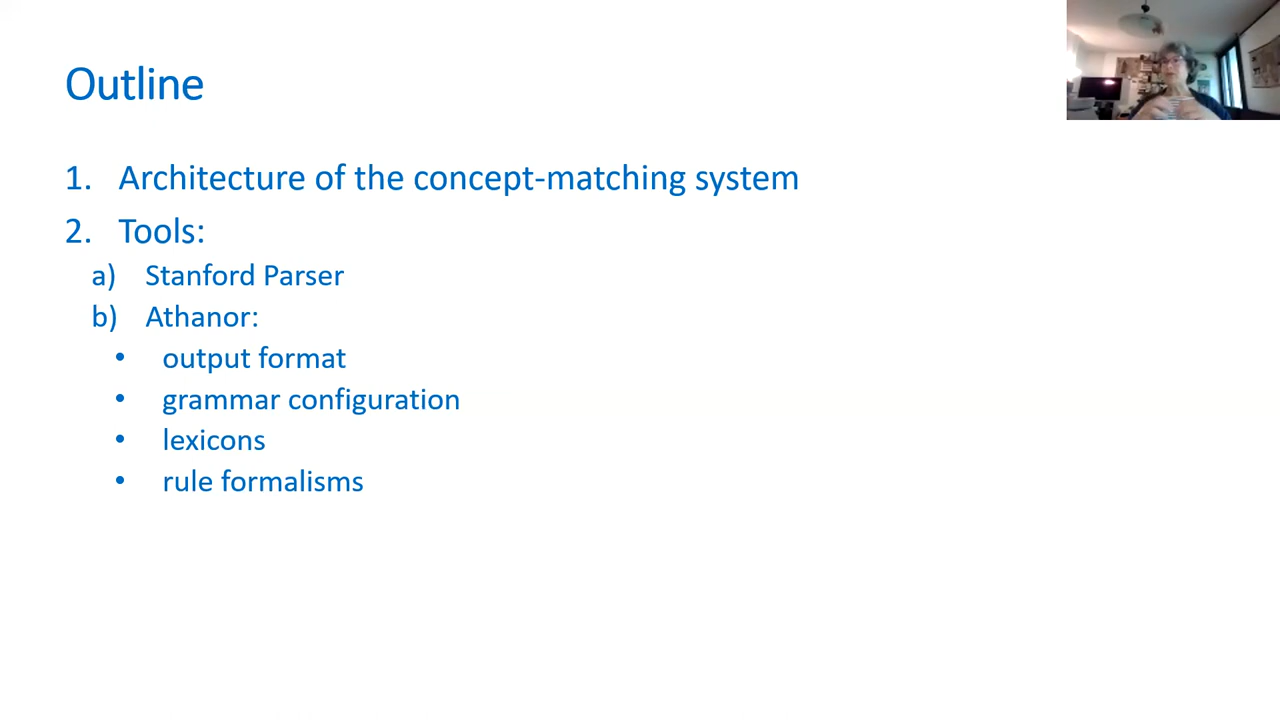 Outline
1. Architecture of the concept-matching system
2. Tools:
a) Stanford Parser
b) Athanor:
• output format
• grammar configuration
• lexicons
• rule formalisms